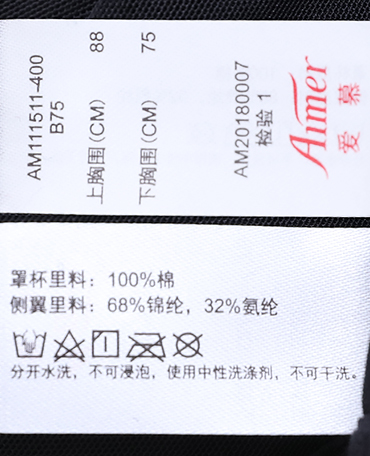 AM111511-400
B75
上胸围(CM) 88
下胸围(CM) 75
AM20180007
检验 1
Aimer
爱慕
罩杯里料：100%棉
侧翼里料：68%锦纶，32%氨纶
分开水洗，不可浸泡，使用中性洗涤剂，不可干洗。